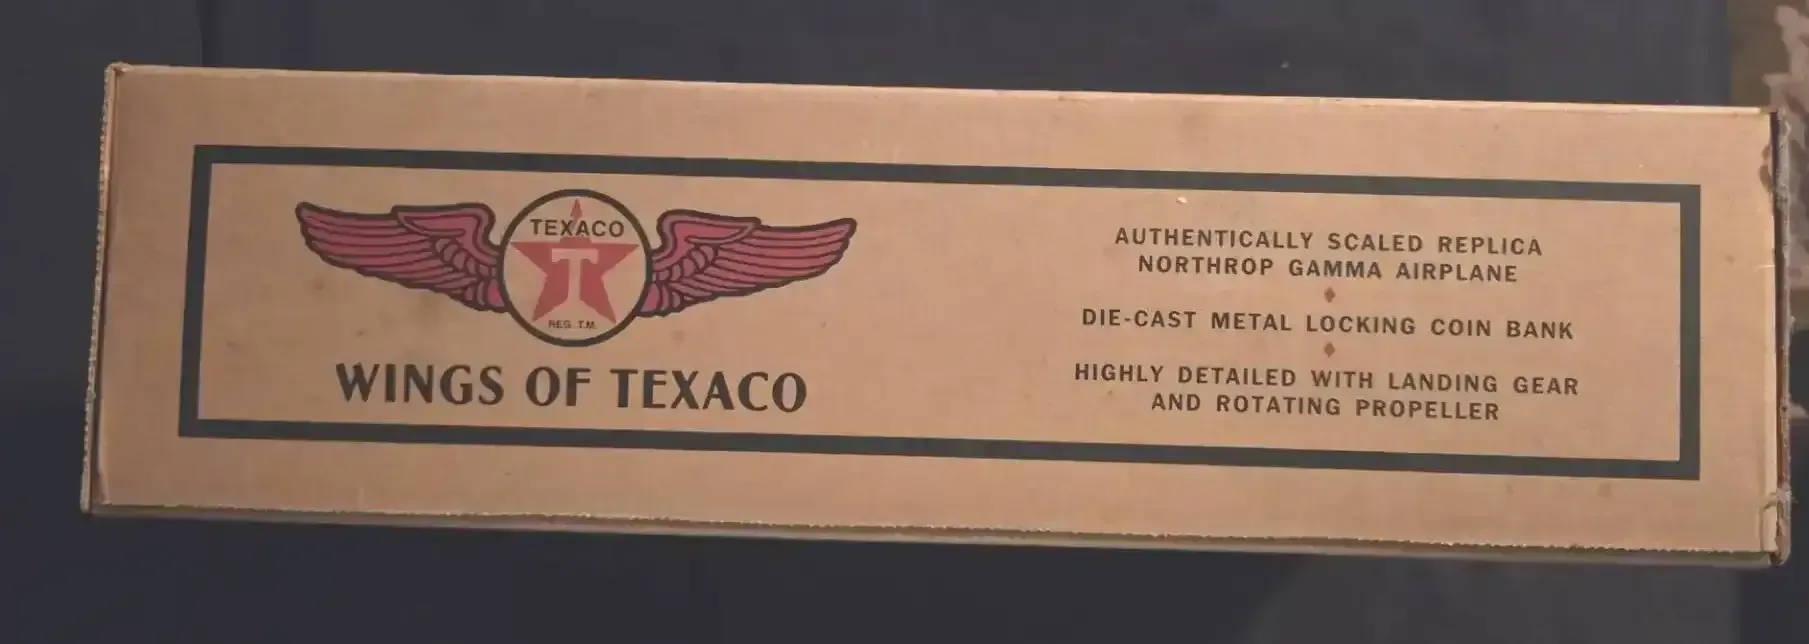 TEXACO
T
REG. T.M.
WINGS OF TEXACO
AUTHENTICALLY SCALED REPLICA
NORTHROP GAMMA AIRPLANE
DIE-CAST METAL LOCKING COIN BANK
HIGHLY DETAILED WITH LANDING GEAR
AND ROTATING PROPELLER